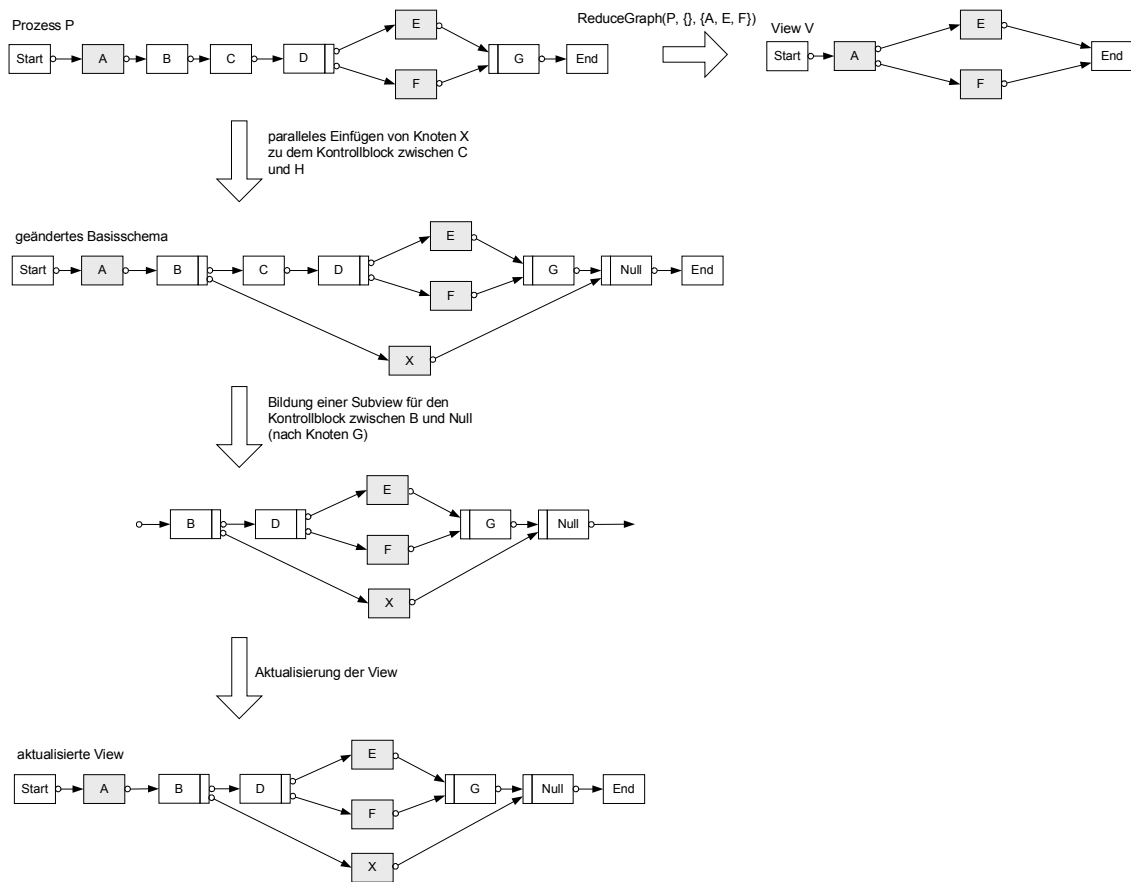 Prozess P
ReduceGraph(P, {}, {A, E, F})
View V
E
E
Start
A
B
C
D
G
End
Start
A
End
F
F
paralleles Einfügen von Knoten X
zu dem Kontrollblock zwischen C
und H
geändertes Basisschema
E
Start
A
B
C
D
G
Null
End
F
X
Bildung einer Subview für den
Kontrollblock zwischen B und Null
(nach Knoten G)
E
B
D
G
Null
F
X
Aktualisierung der View
aktualisierte View
E
Start
A
B
D
G
Null
End
F
X